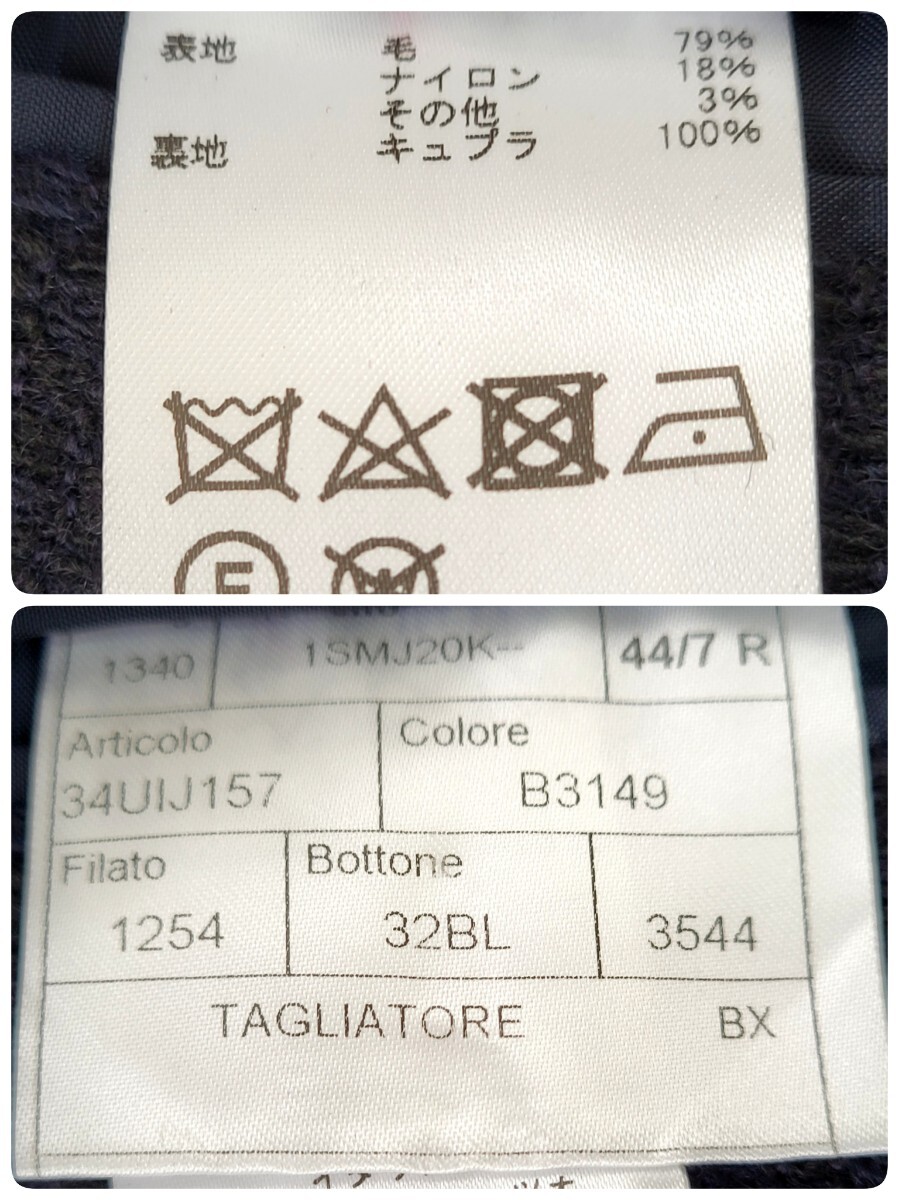 表地 毛 79%
ナイロン 18%
その他 3%
裏地 キュプラ 100%
F
W
1340 1SMJ20K-- 44/7 R
Articolo Colore
34UIJ157 B3149
Filato Bottone
1254 32BL 3544
TAGLIATORE BX